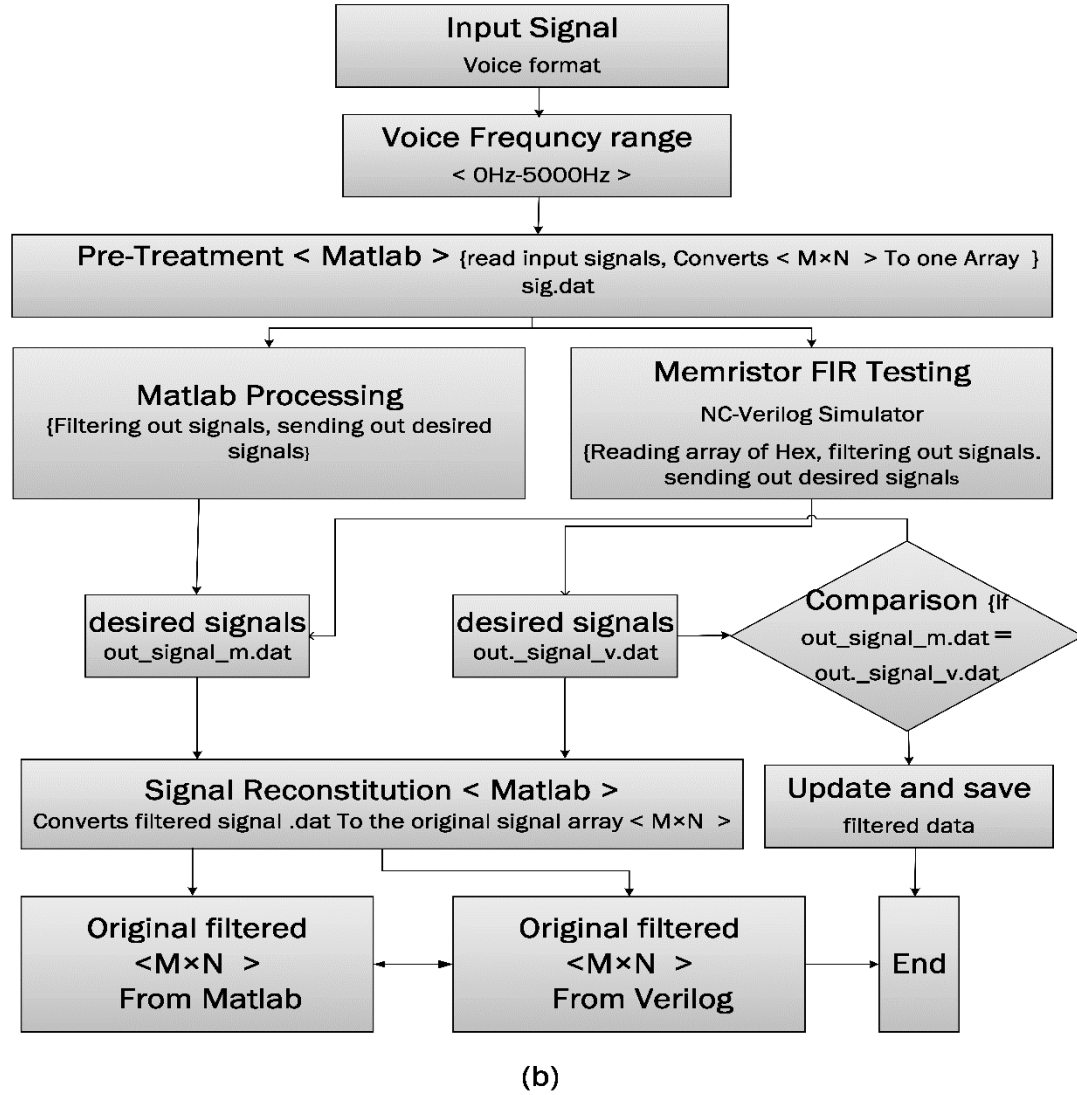 Input Signal
Voice format
Voice Frequncy range
< 0Hz-5000Hz >
Pre-Treatment < Matlab > {read input signals, Converts < M×N > To one Array }
sig.dat
Matlab Processing
{Filtering out signals, sending out desired
signals}
Memristor FIR Testing
NC-Verilog Simulator
{Reading array of Hex, filtering out signals.
sending out desired signals
desired signals
out_signal_m.dat
desired signals
out._signal_v.dat
Comparison {If
out_signal_m.dat =
out._signal_v.dat
Signal Reconstitution < Matlab >
Converts filtered signal .dat To the original signal array < M×N >
Update and save
filtered data
Original filtered
<M×N >
From Matlab
Original filtered
<M×N >
From Verilog
End
(b)